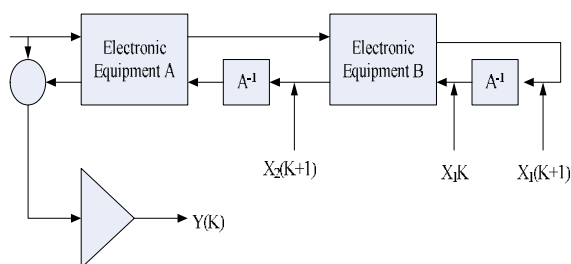 Electronic
Equipment A
Electronic
Equipment B
A-1
A-1
X2(K+1)
X1K
X1(K+1)
Y(K)